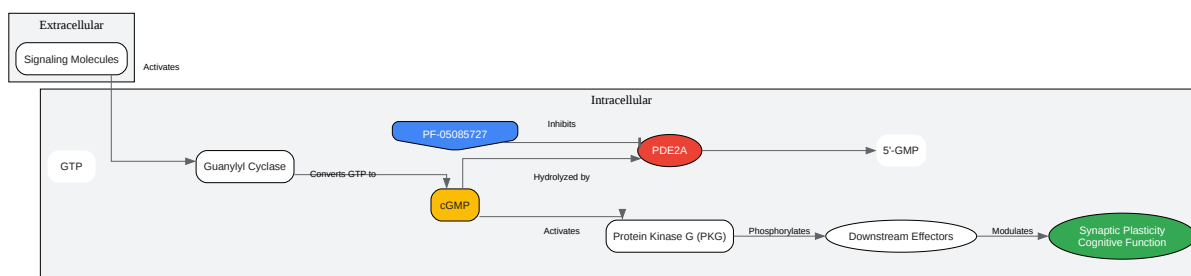 Extracellular
Signaling Molecules
Activates
Intracellular
PF-05085727
Inhibits
PDE2A
5'-GMP
GTP
Guanylyl Cyclase
Converts GTP to
Hydrolyzed by
cGMP
Activates
Protein Kinase G (PKG)
Phosphorylates
Downstream Effectors
Modulates
Synaptic Plasticity
Cognitive Function